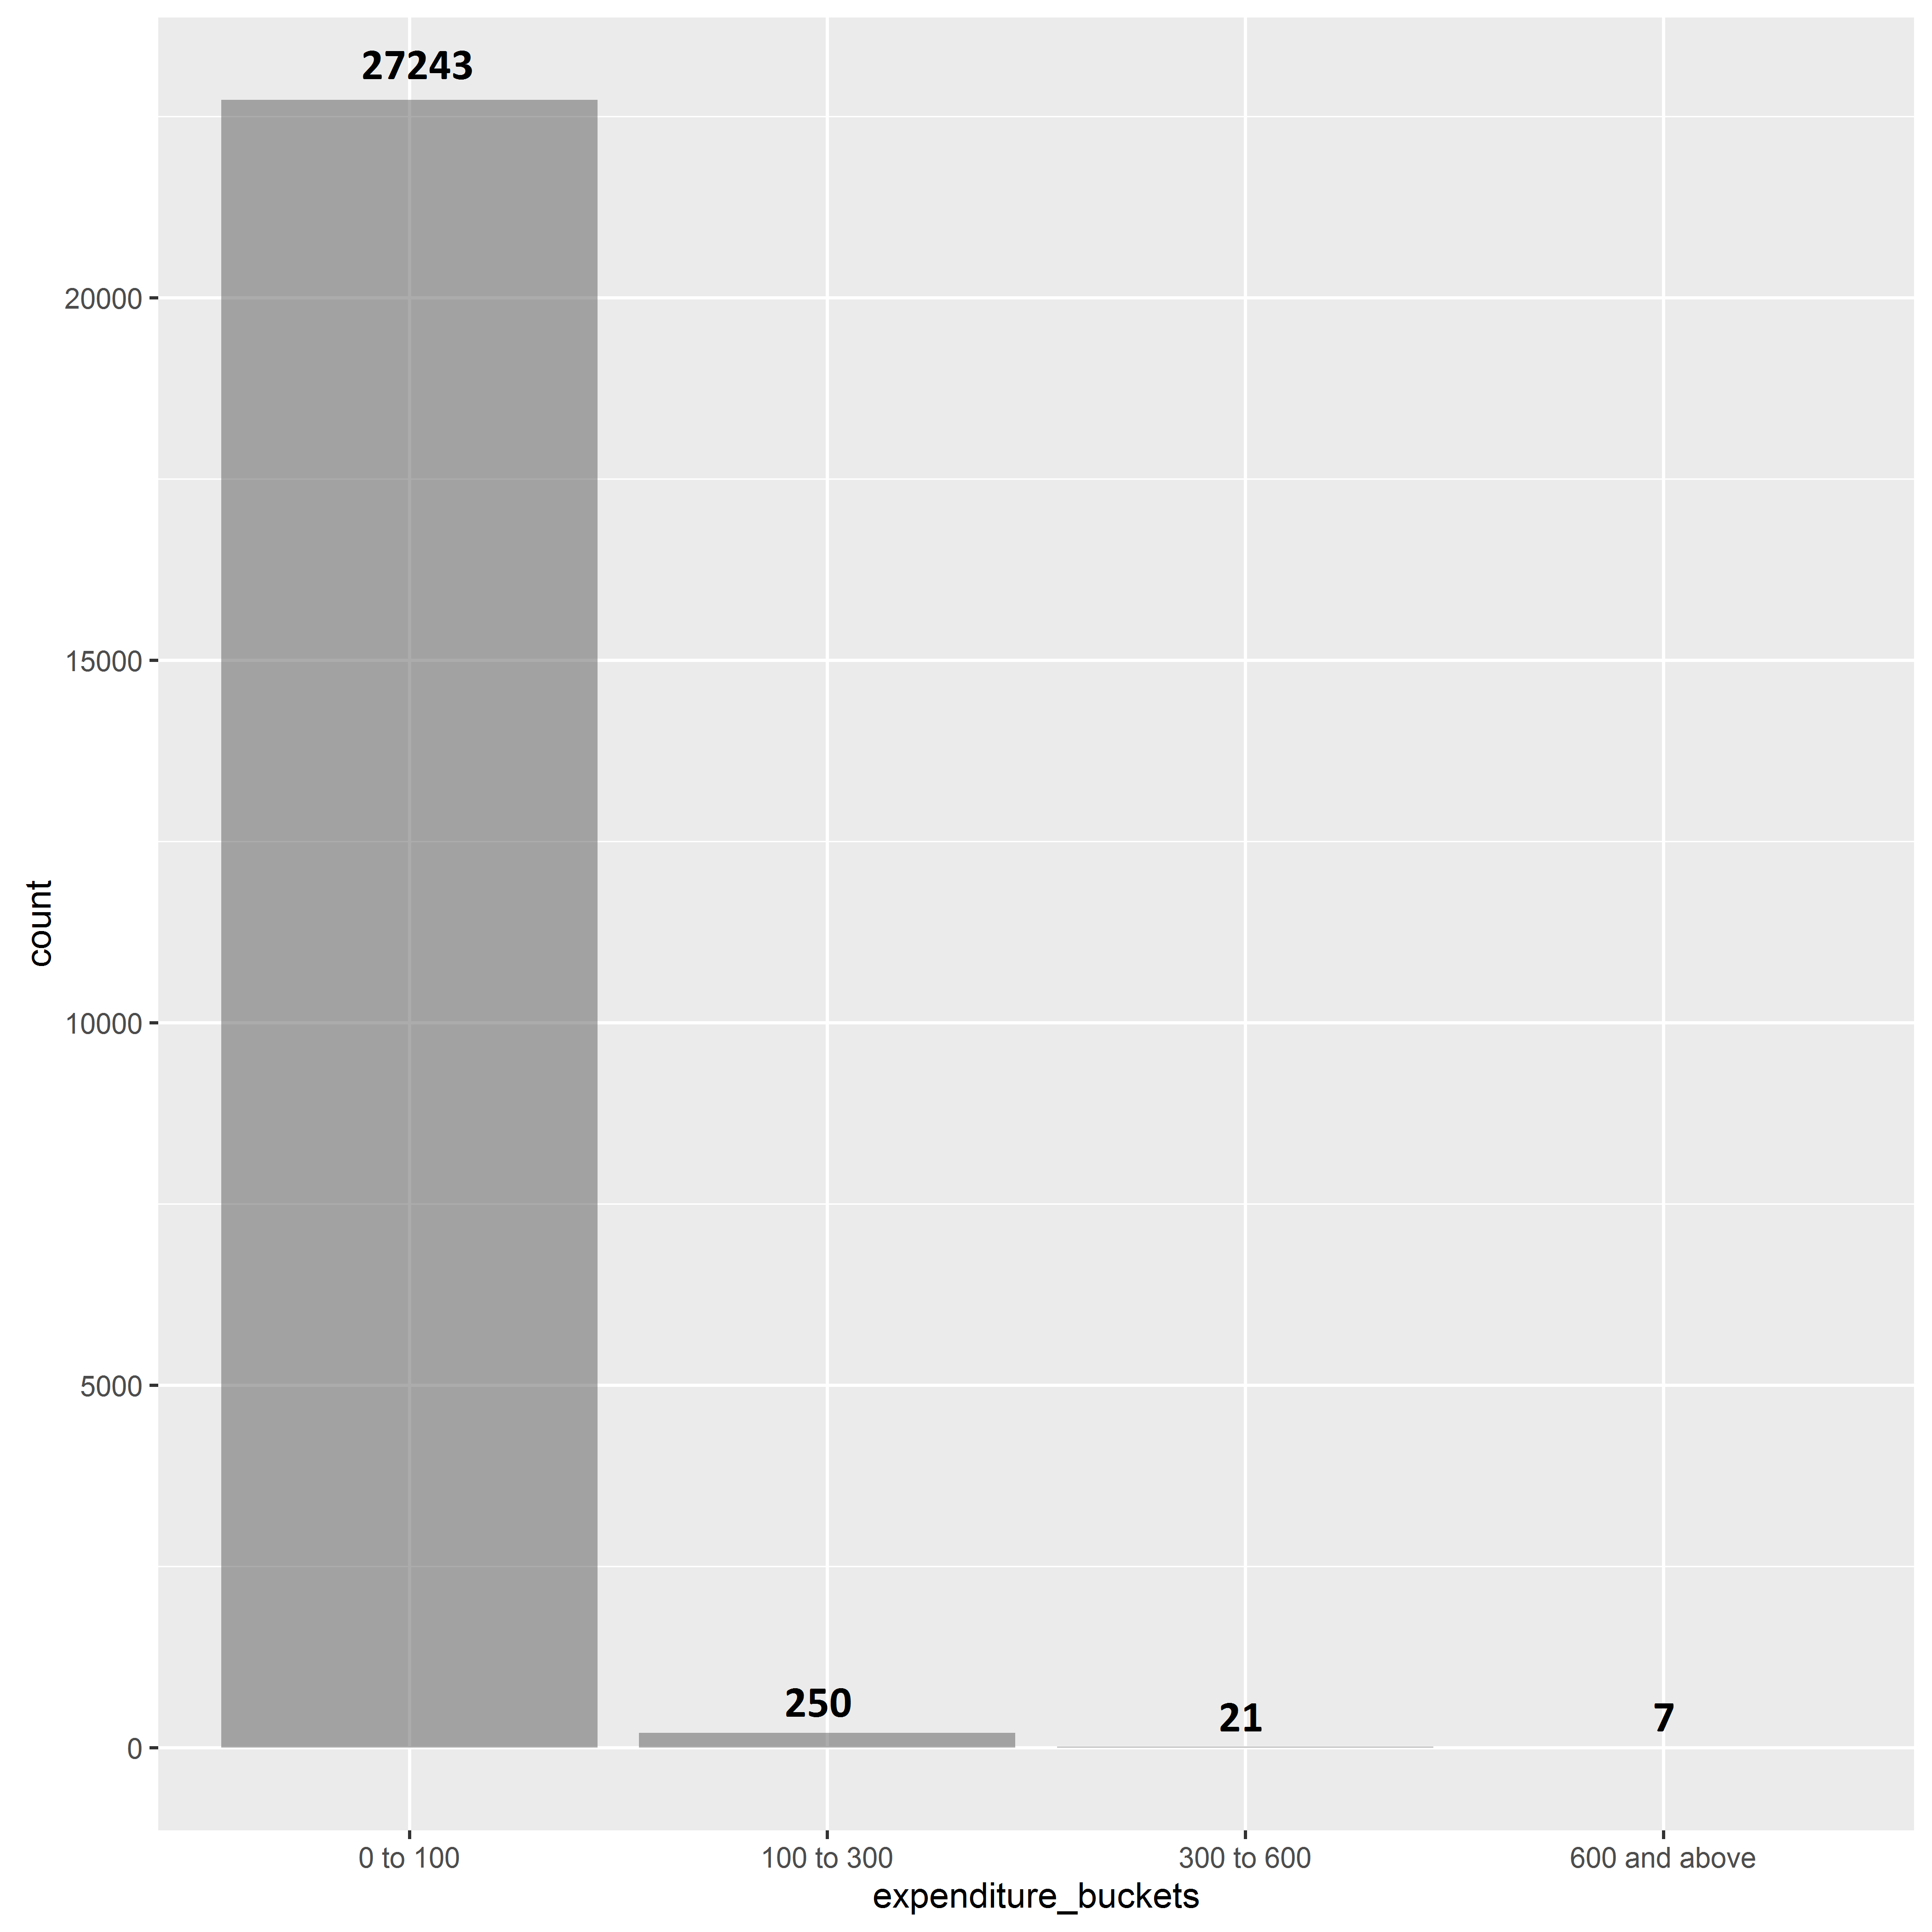 27243
20000
15000
10000
5000
0
count
250
21
7
0 to 100
100 to 300
300 to 600
600 and above
expenditure_buckets